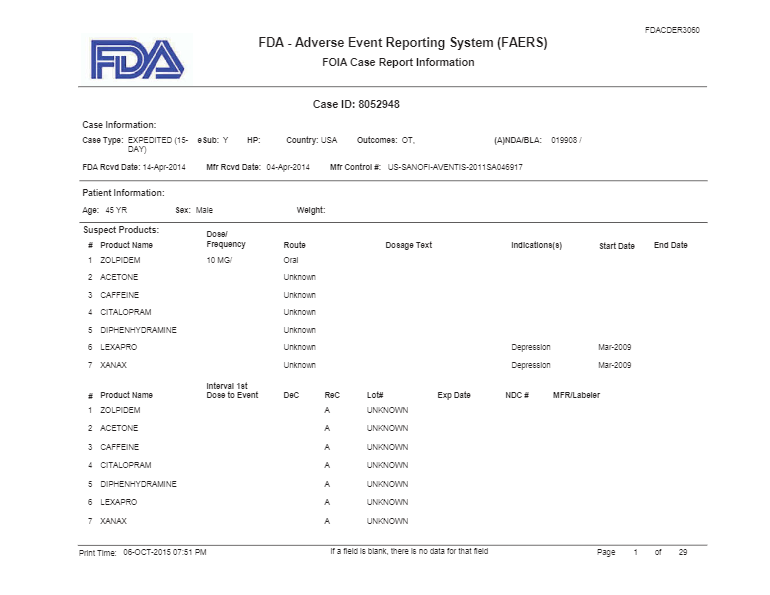 FDACDER3060
FDA
FDA - Adverse Event Reporting System (FAERS)
FOIA Case Report Information
Case ID: 8052948
Case Information:
Case Type: EXPEDITED (15-DAY) eSub: Y HP: Country: USA Outcomes: OT, (A)NDA/BLA: 019908 /
FDA Rcvd Date: 14-Apr-2014 Mfr Rcvd Date: 04-Apr-2014 Mfr Control #: US-SANOFI-AVENTIS-2011SA046917
Patient Information:
Age: 45 YR Sex: Male Weight:
Suspect Products:
# Product Name Dose/ Frequency Route Dosage Text Indications(s) Start Date End Date
1 ZOLPIDEM 10 MG/ Oral
2 ACETONE Unknown
3 CAFFEINE Unknown
4 CITALOPRAM Unknown
5 DIPHENHYDRAMINE Unknown
6 LEXAPRO Unknown Depression Mar-2009
7 XANAX Unknown Depression Mar-2009
# Product Name Interval 1st Dose to Event DeC ReC Lot# Exp Date NDC # MFR/Labeler
1 ZOLPIDEM A UNKNOWN
2 ACETONE A UNKNOWN
3 CAFFEINE A UNKNOWN
4 CITALOPRAM A UNKNOWN
5 DIPHENHYDRAMINE A UNKNOWN
6 LEXAPRO A UNKNOWN
7 XANAX A UNKNOWN
Print Time: 06-OCT-2015 07:51 PM If a field is blank, there is no data for that field Page 1 of 29